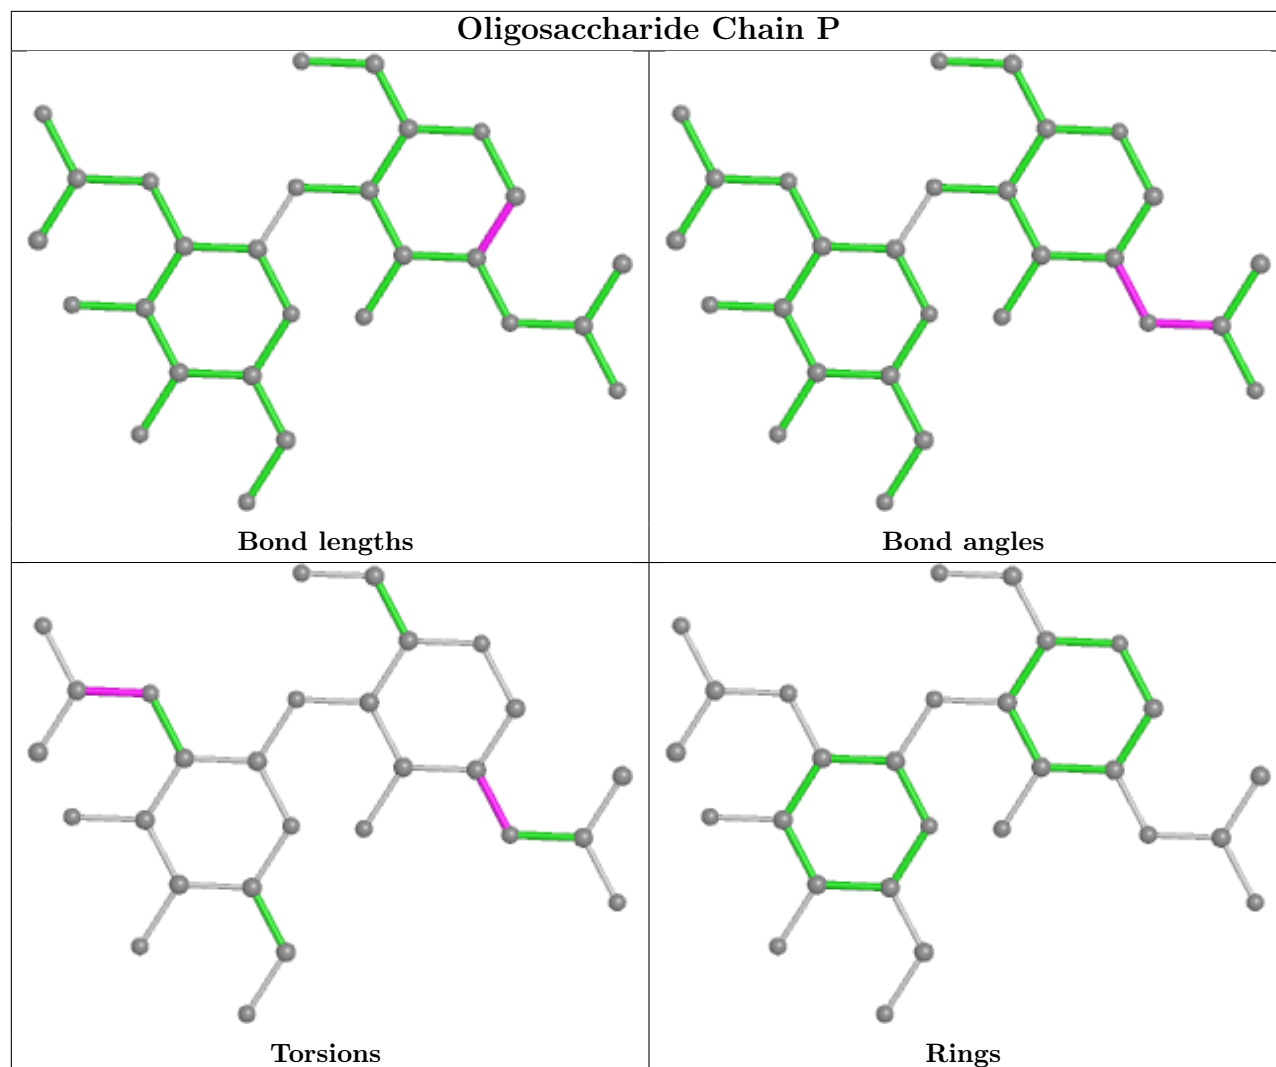 Oligosaccharide Chain P
Bond lengths
Bond angles
Torsions
Rings